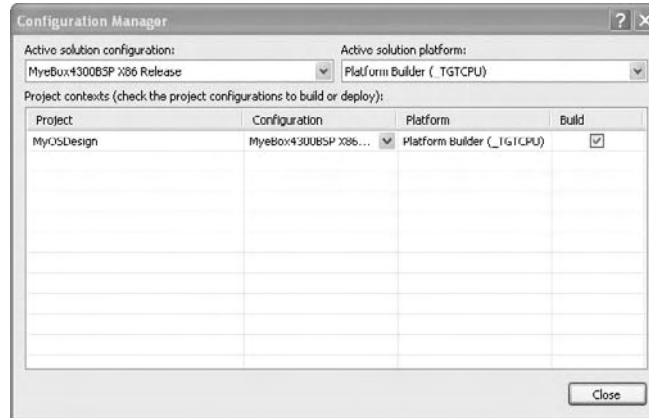 Configuration Manager
Active solution configuration: Active solution platform:
MyeBox4300BSP X86 Release Platform Builder (_TGTCPU)
Project contexts (check the project configurations to build or deploy):
Project Configuration Platform Build
MyOSDesign MyeBox4300BSP X86... Platform Builder (_TGTCPU)
Close